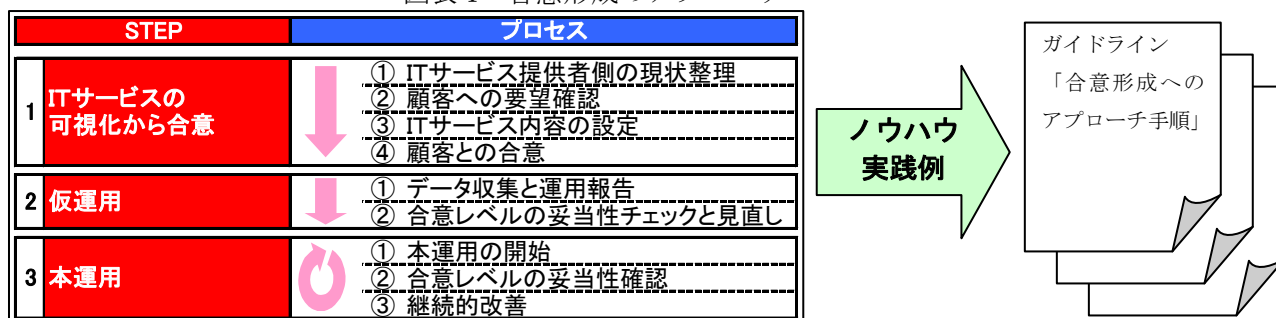 STEP
プロセス
1
ITサービスの
可視化から合意
① ITサービス提供者側の現状整理
② 顧客への要望確認
③ ITサービス内容の設定
④ 顧客との合意
2
仮運用
① データ収集と運用報告
② 合意レベルの妥当性チェックと見直し
3
本運用
① 本運用の開始
② 合意レベルの妥当性確認
③ 継続的改善
ノウハウ
実践例
ガイドライン
「合意形成への
アプローチ手順」